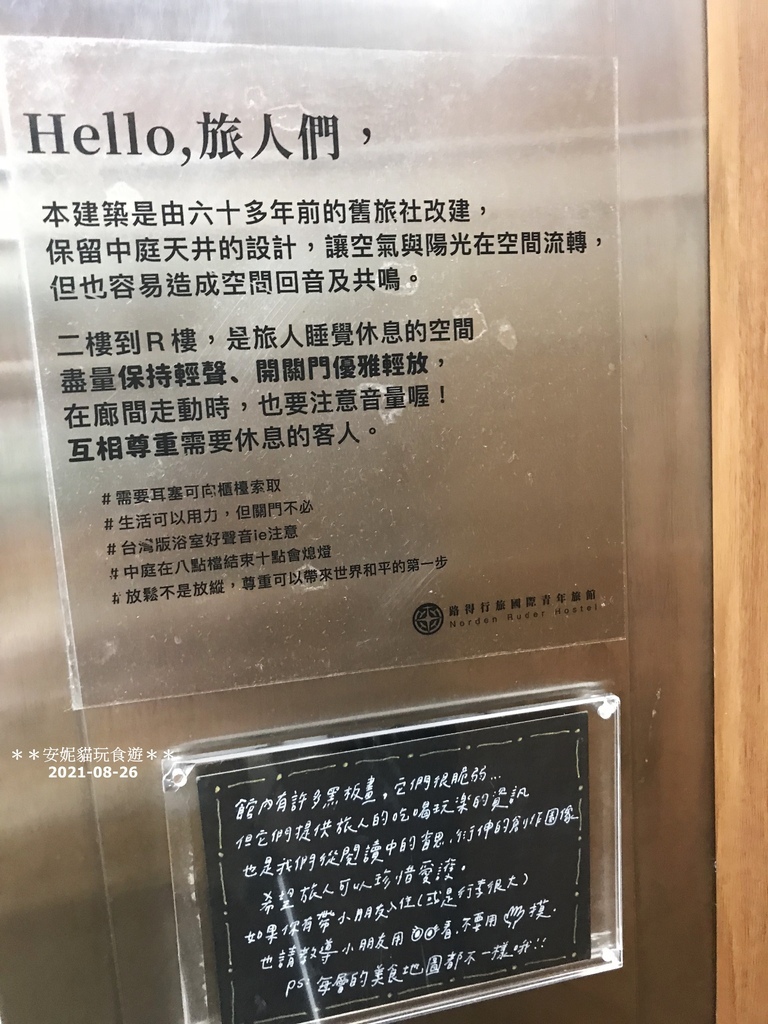 Hello,旅人們，
本建築是由六十多年前的舊旅社改建，
保留中庭天井的設計，讓空氣與陽光在空間流轉，
但也容易造成空間回音及共鳴。
二樓到R樓，是旅人睡覺休息的空間
盡量保持輕聲、開關門優雅輕放，
在廊間走動時，也要注意音量喔！
互相尊重需要休息的客人。
#需要耳塞可向櫃檯索取
#生活可以用力，但關門不必
#台灣版浴室好聲音ie注意
#中庭在八點檔結束十點會熄燈
#放鬆不是放縱，尊重可以帶來世界和平的第一步
路得行旅國際青年旅館
Norden Ruder Hostel
＊＊安妮貓玩食遊＊＊
2021-08-26
館內有許多黑板畫，它們很脆弱...
但它們提供旅人的吃喝玩樂的資訊
也是我們從閱讀中的省思.衍伸的創作圖像
希望旅人可以珍惜愛護。
如果你有帶小朋友入住(或是行李很大)
也請教導小朋友用 看.不要用 摸.
ps. 每層的美食地圖都不一樣哦!!